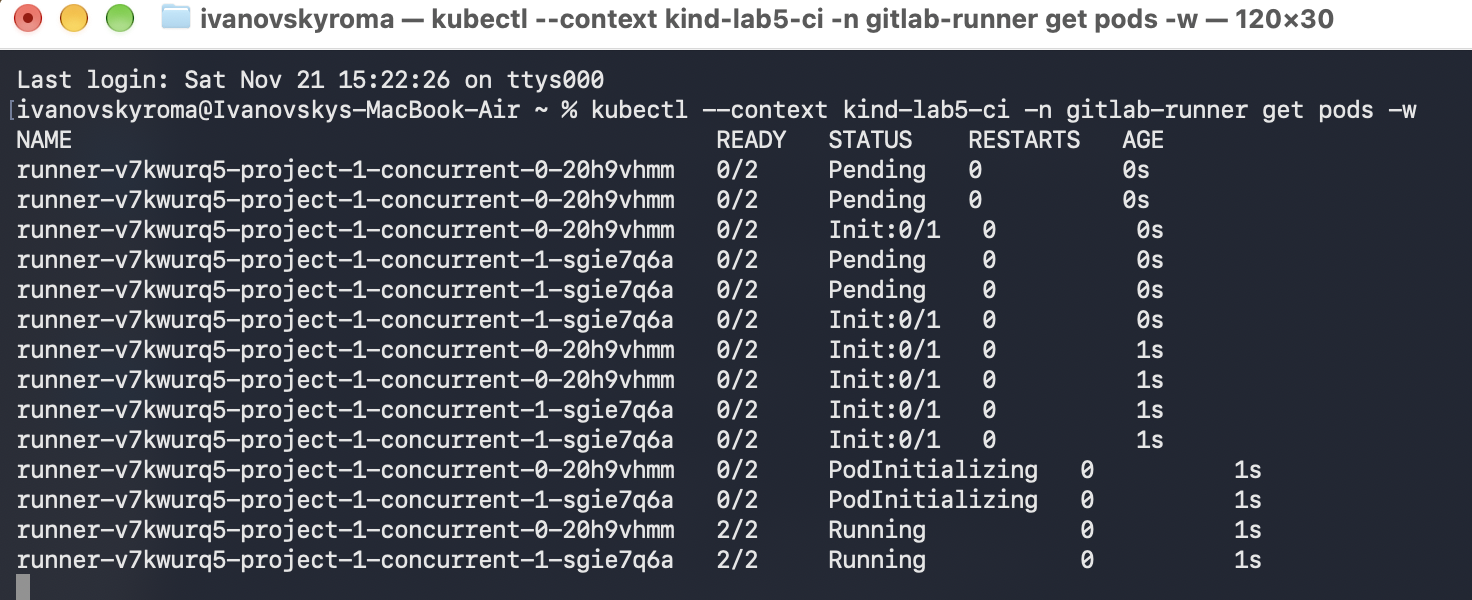 ivanovskyroma — kubectl --context kind-lab5-ci -n gitlab-runner get pods -w — 120×30
Last login: Sat Nov 21 15:22:26 on ttys000
[ivanovskyroma@Ivanovskys-MacBook-Air ~ % kubectl --context kind-lab5-ci -n gitlab-runner get pods -w
NAME READY STATUS RESTARTS AGE
runner-v7kwurq5-project-1-concurrent-0-20h9vhmm 0/2 Pending 0 0s
runner-v7kwurq5-project-1-concurrent-0-20h9vhmm 0/2 Pending 0 0s
runner-v7kwurq5-project-1-concurrent-0-20h9vhmm 0/2 Init:0/1 0 0s
runner-v7kwurq5-project-1-concurrent-1-sgie7q6a 0/2 Pending 0 0s
runner-v7kwurq5-project-1-concurrent-1-sgie7q6a 0/2 Pending 0 0s
runner-v7kwurq5-project-1-concurrent-1-sgie7q6a 0/2 Init:0/1 0 0s
runner-v7kwurq5-project-1-concurrent-0-20h9vhmm 0/2 Init:0/1 0 1s
runner-v7kwurq5-project-1-concurrent-0-20h9vhmm 0/2 Init:0/1 0 1s
runner-v7kwurq5-project-1-concurrent-1-sgie7q6a 0/2 Init:0/1 0 1s
runner-v7kwurq5-project-1-concurrent-1-sgie7q6a 0/2 Init:0/1 0 1s
runner-v7kwurq5-project-1-concurrent-0-20h9vhmm 0/2 PodInitializing 0 1s
runner-v7kwurq5-project-1-concurrent-1-sgie7q6a 0/2 PodInitializing 0 1s
runner-v7kwurq5-project-1-concurrent-0-20h9vhmm 2/2 Running 0 1s
runner-v7kwurq5-project-1-concurrent-1-sgie7q6a 2/2 Running 0 1s